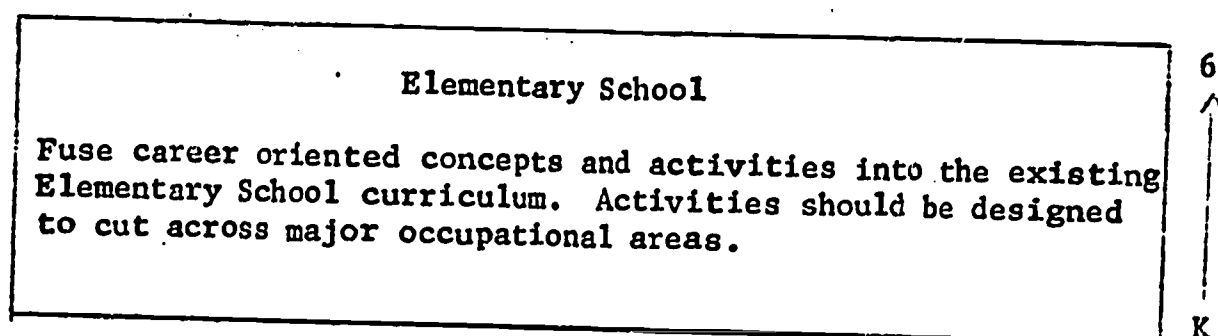 Elementary School
6
Fuse career oriented concepts and activities into the existing
Elementary School curriculum. Activities should be designed
to cut across major occupational areas.
K